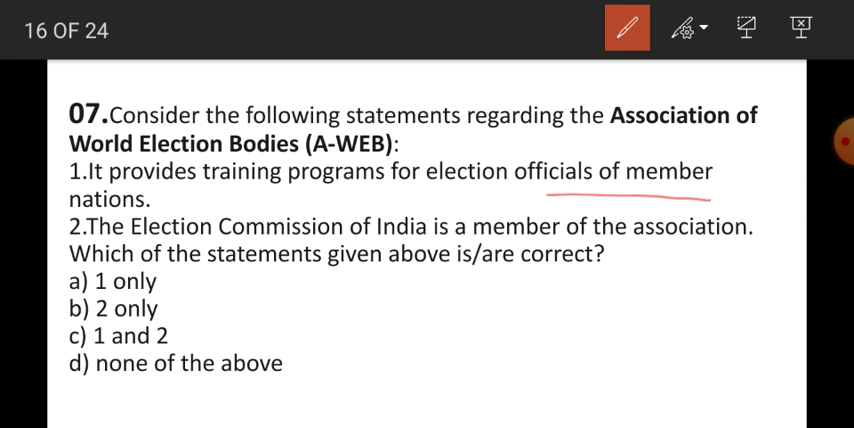 16 OF 24
07.Consider the following statements regarding the Association of
World Election Bodies (A-WEB):
1.It provides training programs for election officials of member
nations.
2.The Election Commission of India is a member of the association.
Which of the statements given above is/are correct?
a) 1 only
b) 2 only
c) 1 and 2
d) none of the above